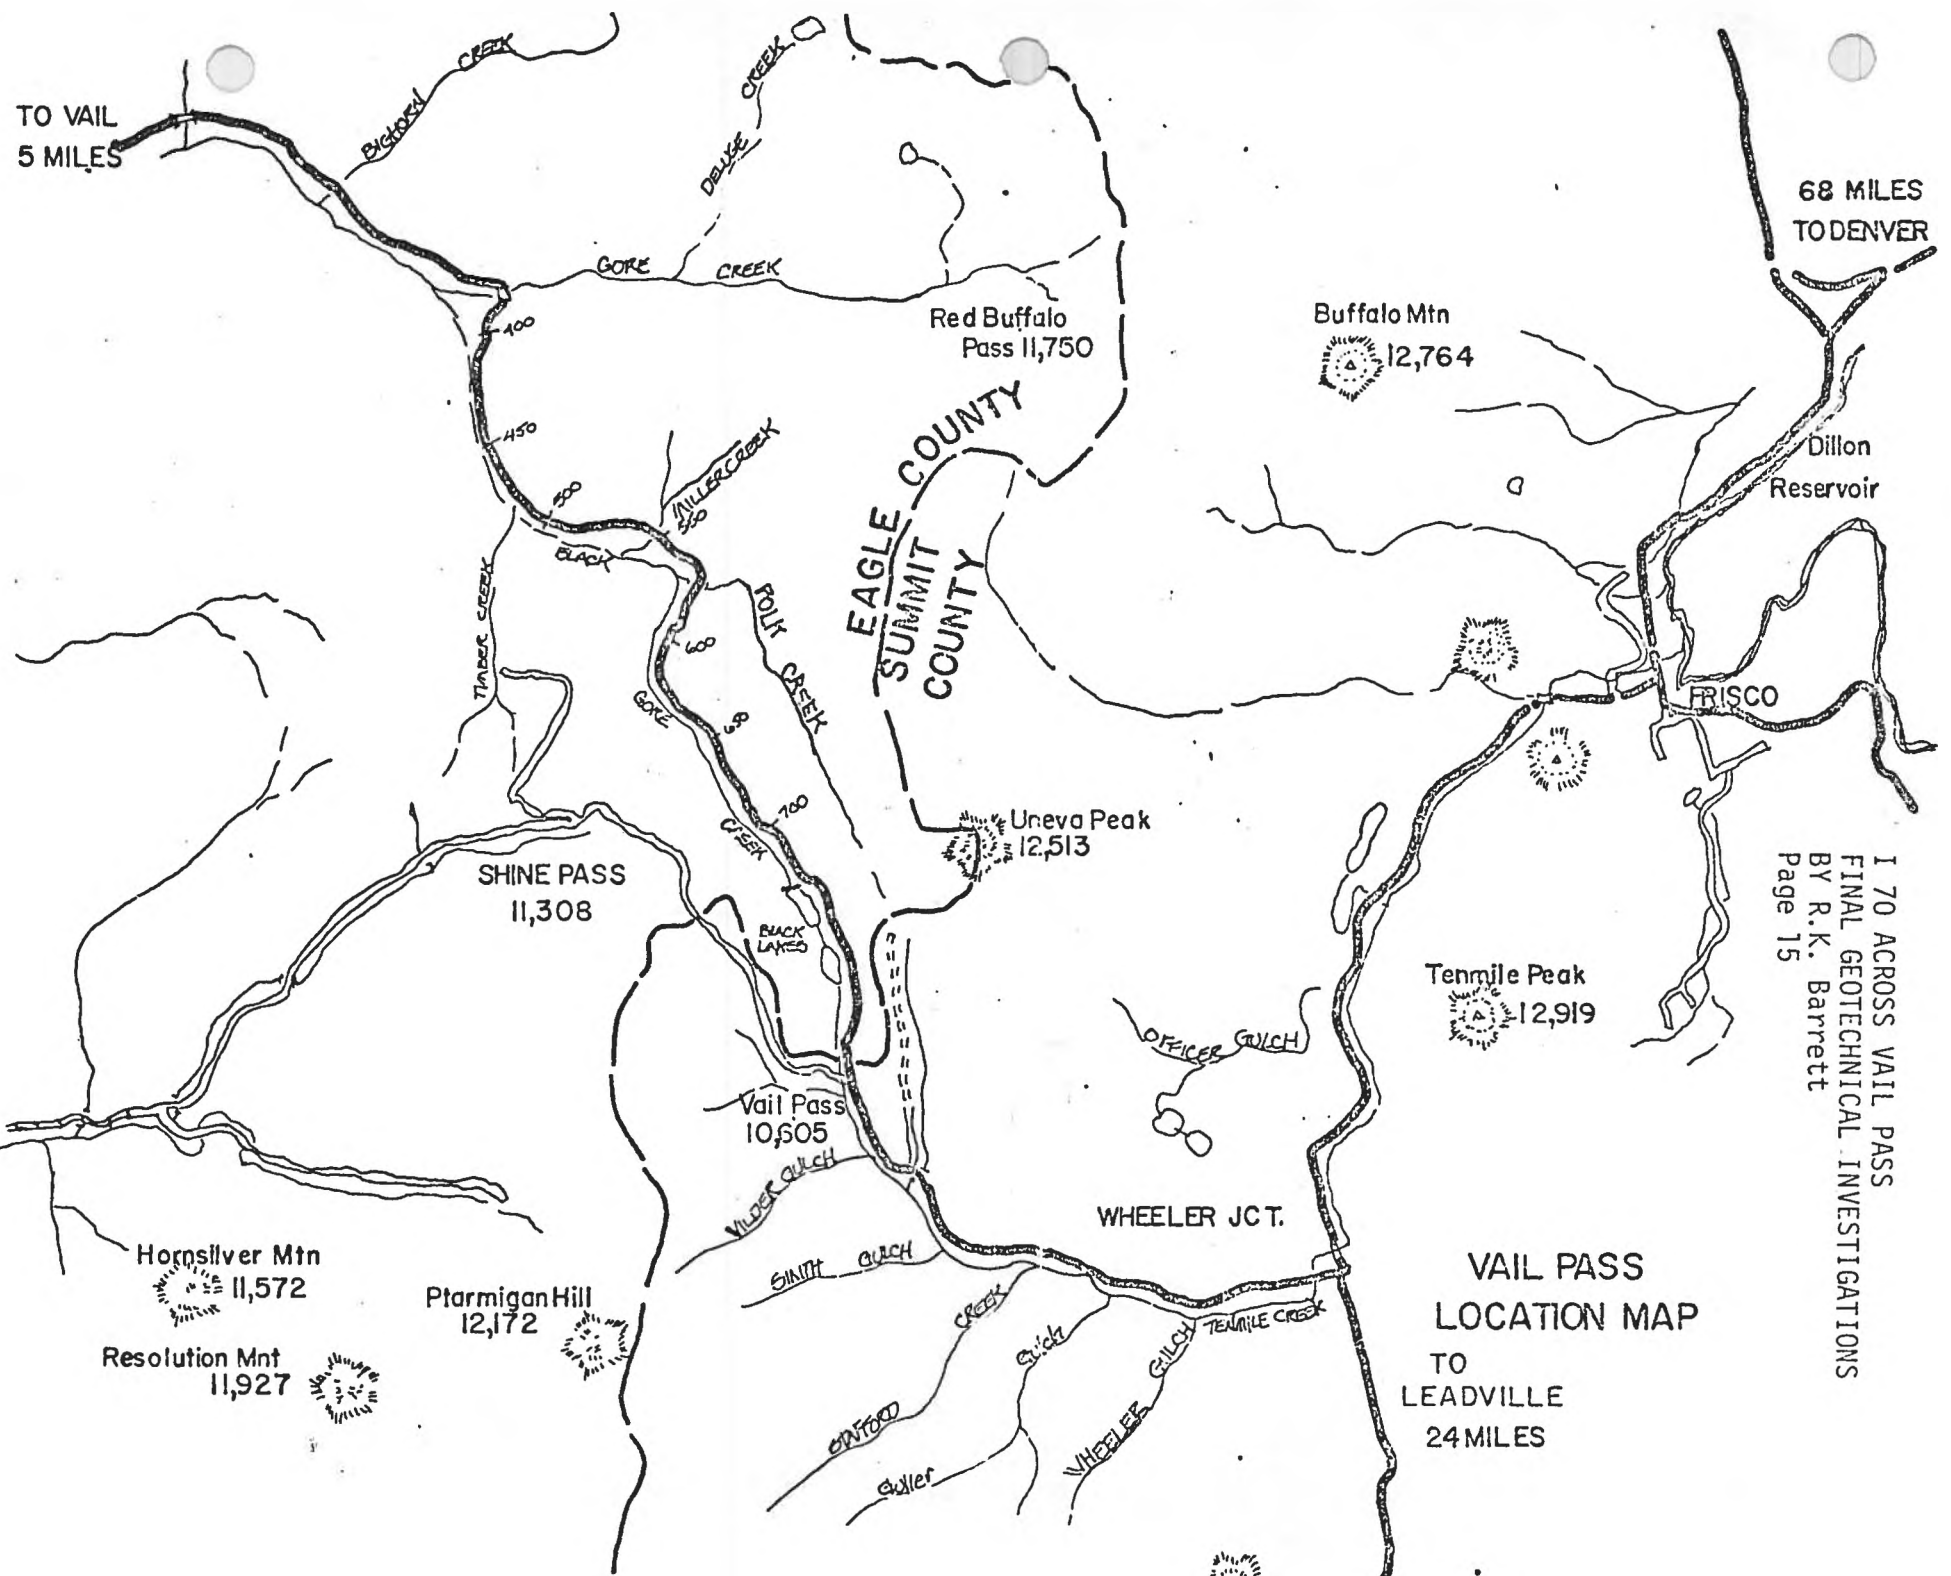 CREEK
BIGHORN
CREEK
DELUGE
TO VAIL
5 MILES
68 MILES
TO DENVER
GORE CREEK
Red Buffalo
Pass 11,750
Buffalo Mtn
12,764
400
450
500
550
600
650
700
MILLER CREEK
BLACK
GORE
CREEK
POLK
CREEK
TIMBER CREEK
EAGLE COUNTY
SUMMIT
COUNTY
Dillon
Reservoir
FRISCO
Uneva Peak
12,513
SHINE PASS
11,308
BLACK
LAKES
Tenmile Peak
12,919
OFFICER GULCH
Vail Pass
10,605
WILDER GULCH
SMITH GULCH
WHEELER JCT.
Hornsilver Mtn
11,572
Ptarmigan Hill
12,172
Resolution Mnt
11,927
CREEK
TENMILE CREEK
Gulch
GULCH
WHEELER
VAIL PASS
LOCATION MAP
TO
LEADVILLE
24 MILES
I 70 ACROSS VAIL PASS
FINAL GEOTECHNICAL INVESTIGATIONS
BY R.K. Barrett
Page 15